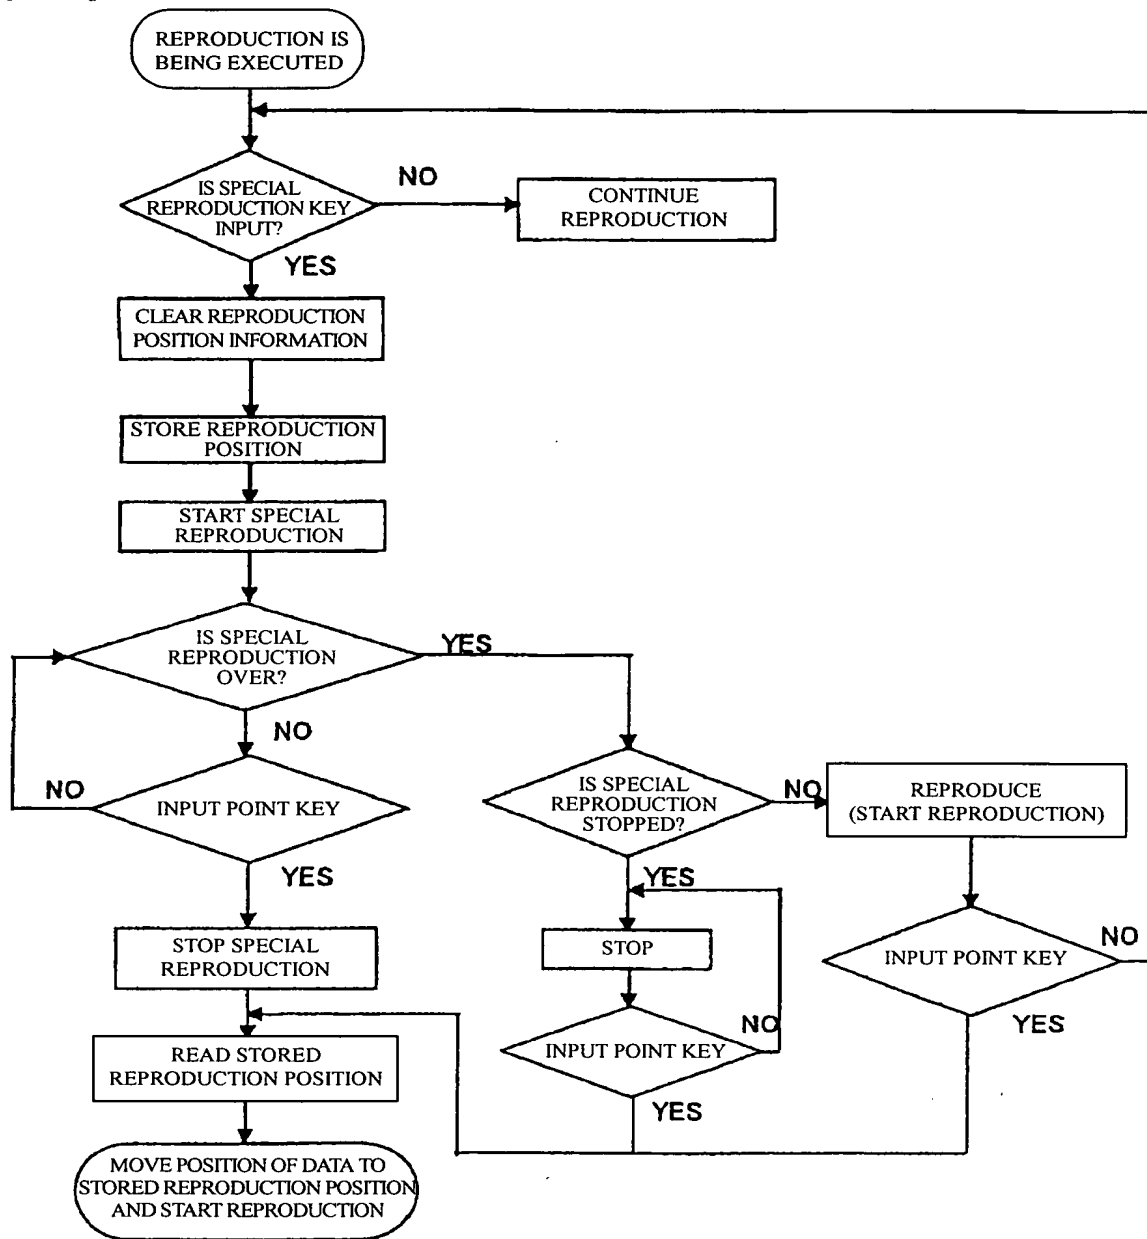 REPRODUCTION IS
BEING EXECUTED
IS SPECIAL
REPRODUCTION KEY
INPUT?
NO
CONTINUE
REPRODUCTION
YES
CLEAR REPRODUCTION
POSITION INFORMATION
STORE REPRODUCTION
POSITION
START SPECIAL
REPRODUCTION
IS SPECIAL
REPRODUCTION
OVER?
YES
NO
NO
INPUT POINT KEY
YES
IS SPECIAL
REPRODUCTION
STOPPED?
NO
REPRODUCE
(START REPRODUCTION)
YES
STOP SPECIAL
REPRODUCTION
STOP
INPUT POINT KEY
NO
YES
INPUT POINT KEY
NO
YES
READ STORED
REPRODUCTION POSITION
MOVE POSITION OF DATA TO
STORED REPRODUCTION POSITION
AND START REPRODUCTION